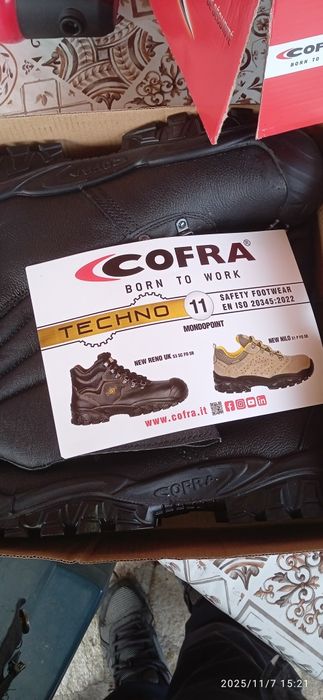 COFRA
BORN TO
COFRA®
BORN TO WORK
TECHNO
11
MONDOPOINT
SAFETY FOOTWEAR
EN ISO 20345:2022
NEW RENO UK S3 SC FO SR
NEW NILO S1 P FO SR
www.cofra.it
COFRA
2025/11/7 15:21